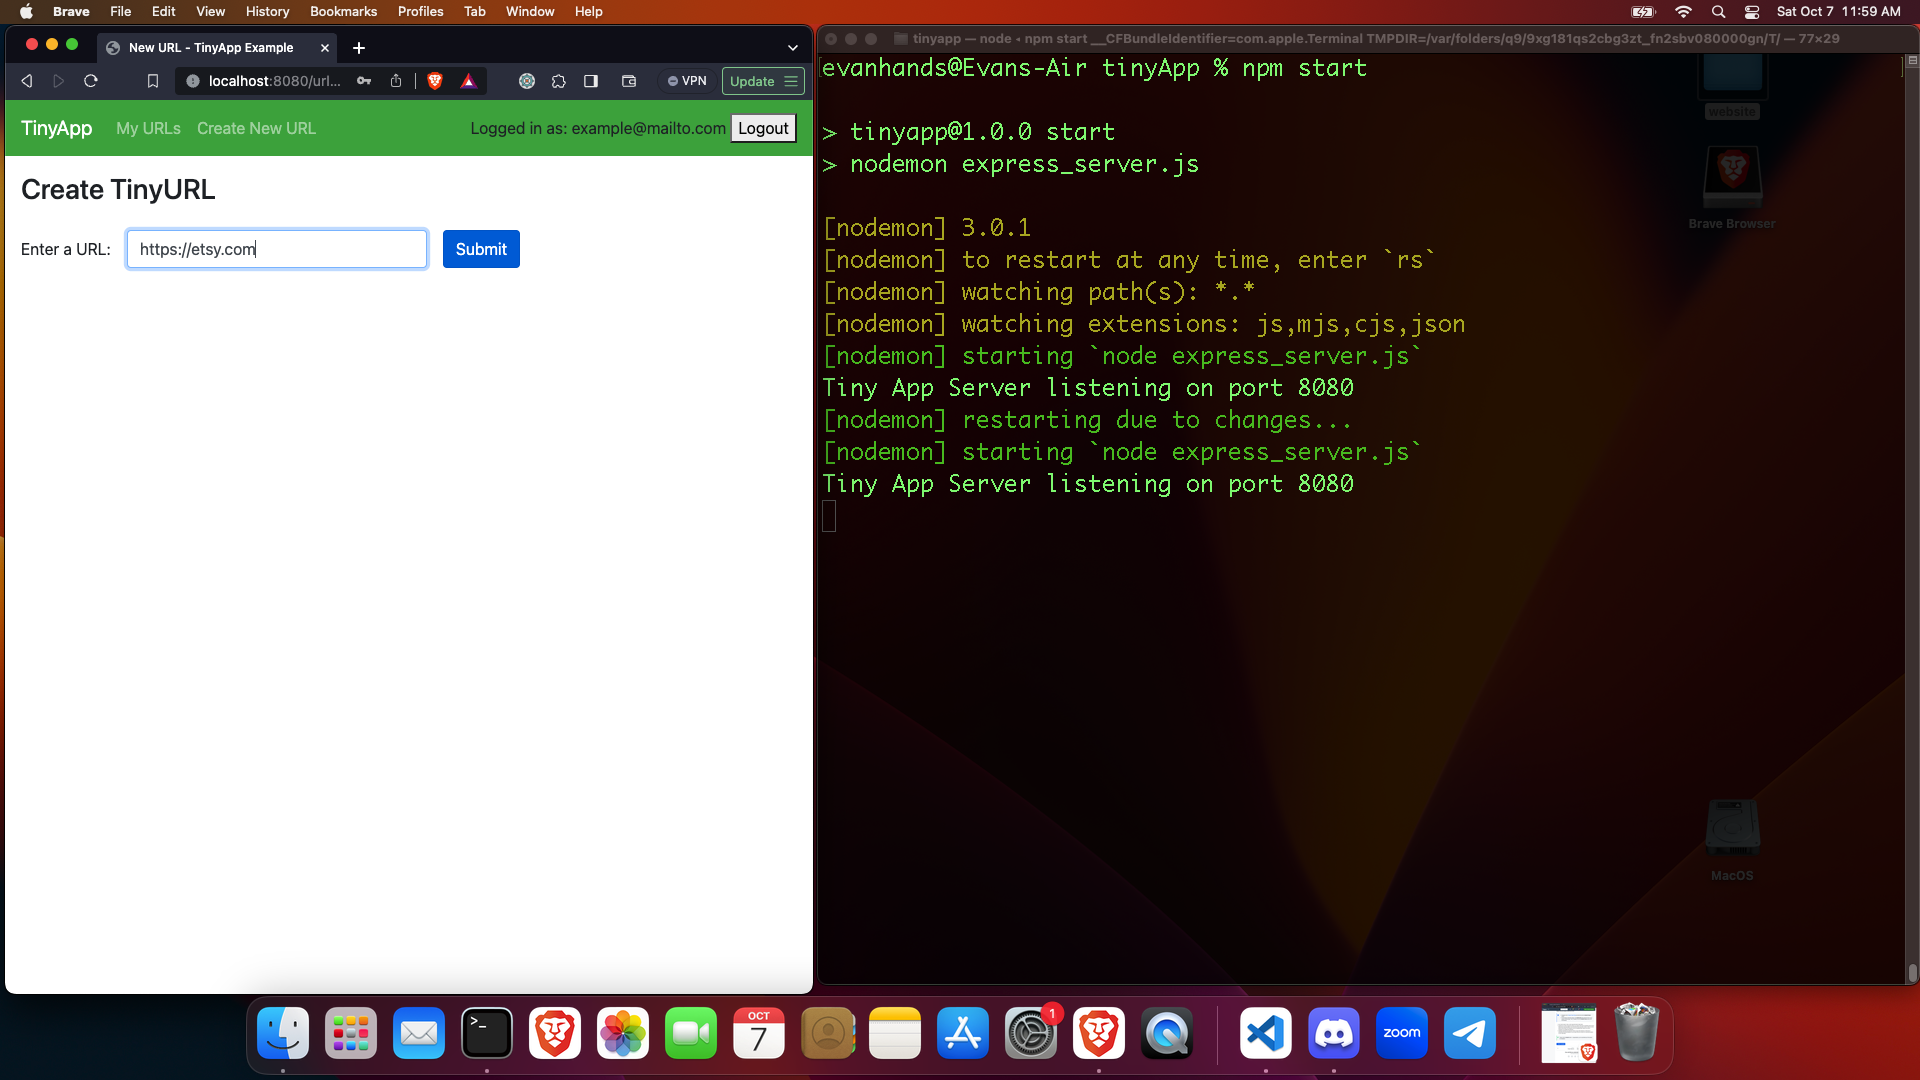 Brave File Edit View History Bookmarks Profiles Tab Window Help
Sat Oct 7 11:59 AM
New URL - TinyApp Example
localhost:8080/url...
VPN
Update
TinyApp My URLs Create New URL
Logged in as: example@mailto.com Logout
Create TinyURL
Enter a URL: https://etsy.com Submit
tinyapp — node ‹ npm start __CFBundleIdentifier=com.apple.Terminal TMPDIR=/var/folders/q9/9xg181qs2cbg3zt_fn2sbv080000gn/T/ — 77×29
evanhands@Evans-Air tinyApp % npm start
> tinyapp@1.0.0 start
> nodemon express_server.js
[nodemon] 3.0.1
[nodemon] to restart at any time, enter `rs`
[nodemon] watching path(s): *.*
[nodemon] watching extensions: js,mjs,cjs,json
[nodemon] starting `node express_server.js`
Tiny App Server listening on port 8080
[nodemon] restarting due to changes...
[nodemon] starting `node express_server.js`
Tiny App Server listening on port 8080
website
Brave Browser
MacOS
>_
OCT
7
1
zoom